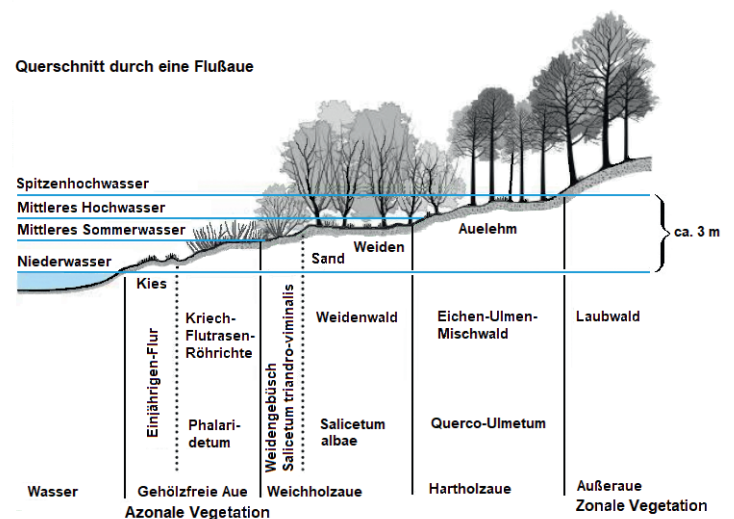 Querschnitt durch eine Flußaue
Spitzenhochwasser
Mittleres Hochwasser
Mittleres Sommerwasser
Niederwasser
ca. 3 m
Auelehm
Weiden
Sand
Kies
Einjährigen-Flur
Kriech-
Flutrasen-
Röhrichte
Phalari-
detum
Weidengebüsch
Salicetum triandro-viminalis
Weidenwald
Salicetum
albae
Eichen-Ulmen-
Mischwald
Querco-Ulmetum
Laubwald
Wasser
Gehölzfreie Aue
Weichholzaue
Hartholzaue
Außeraue
Azonale Vegetation
Zonale Vegetation